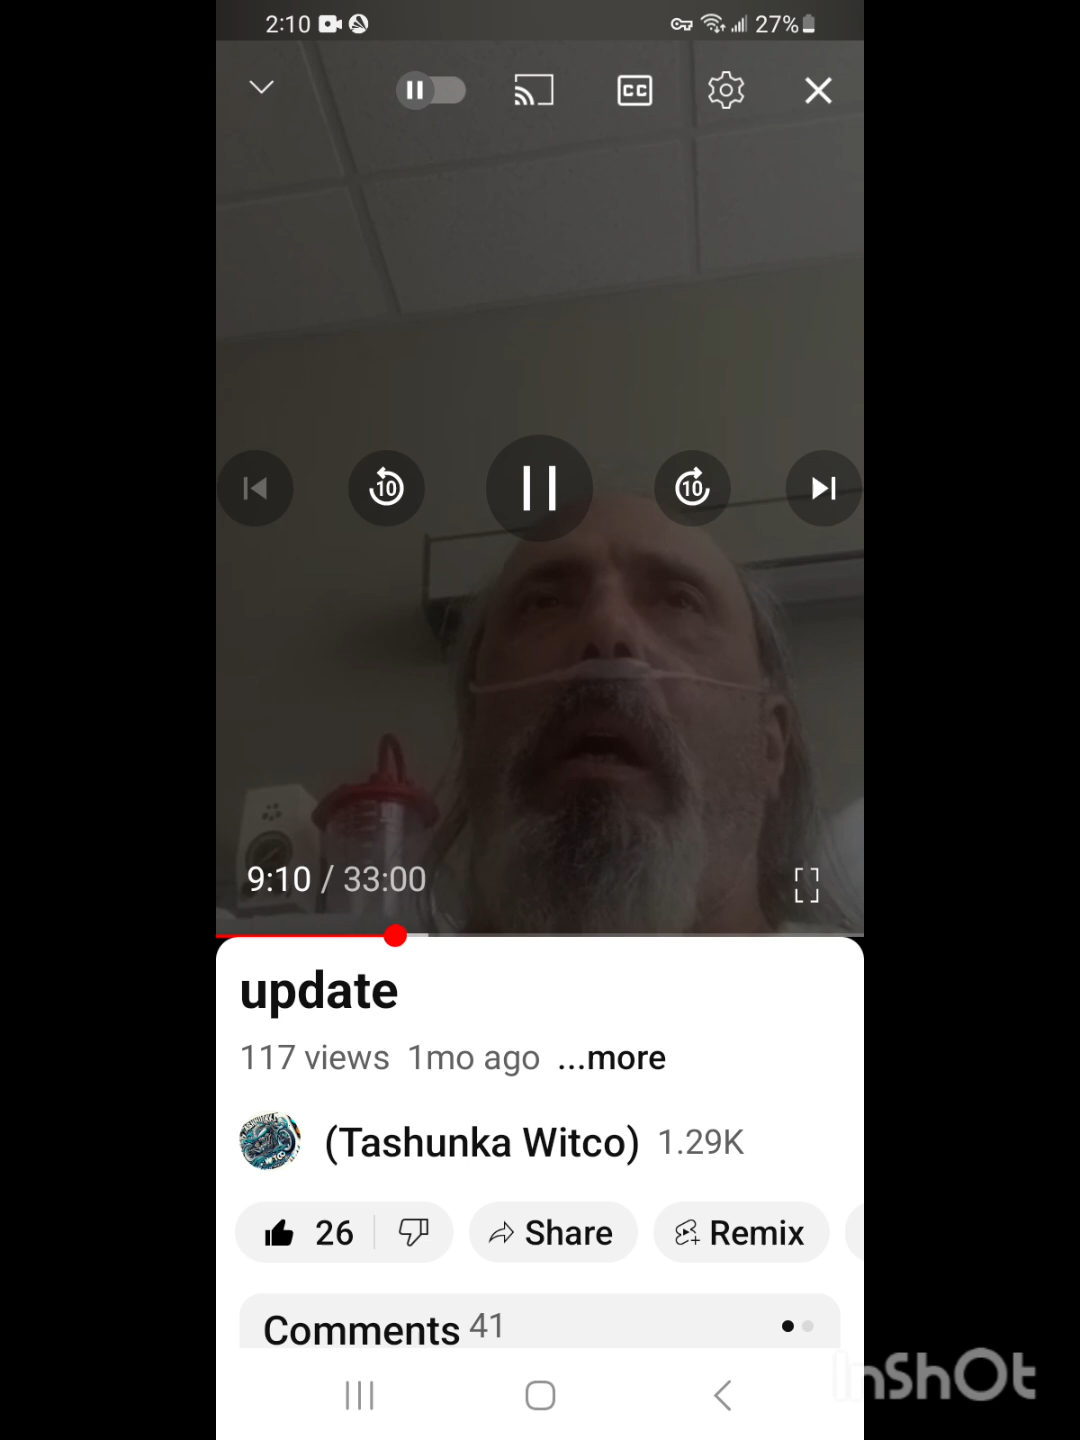 2:10 27%
CC
10 10
9:10 / 33:00
update
117 views 1mo ago ...more
(Tashunka Witco) 1.29K
26 Share Remix
Comments 41
InShOt